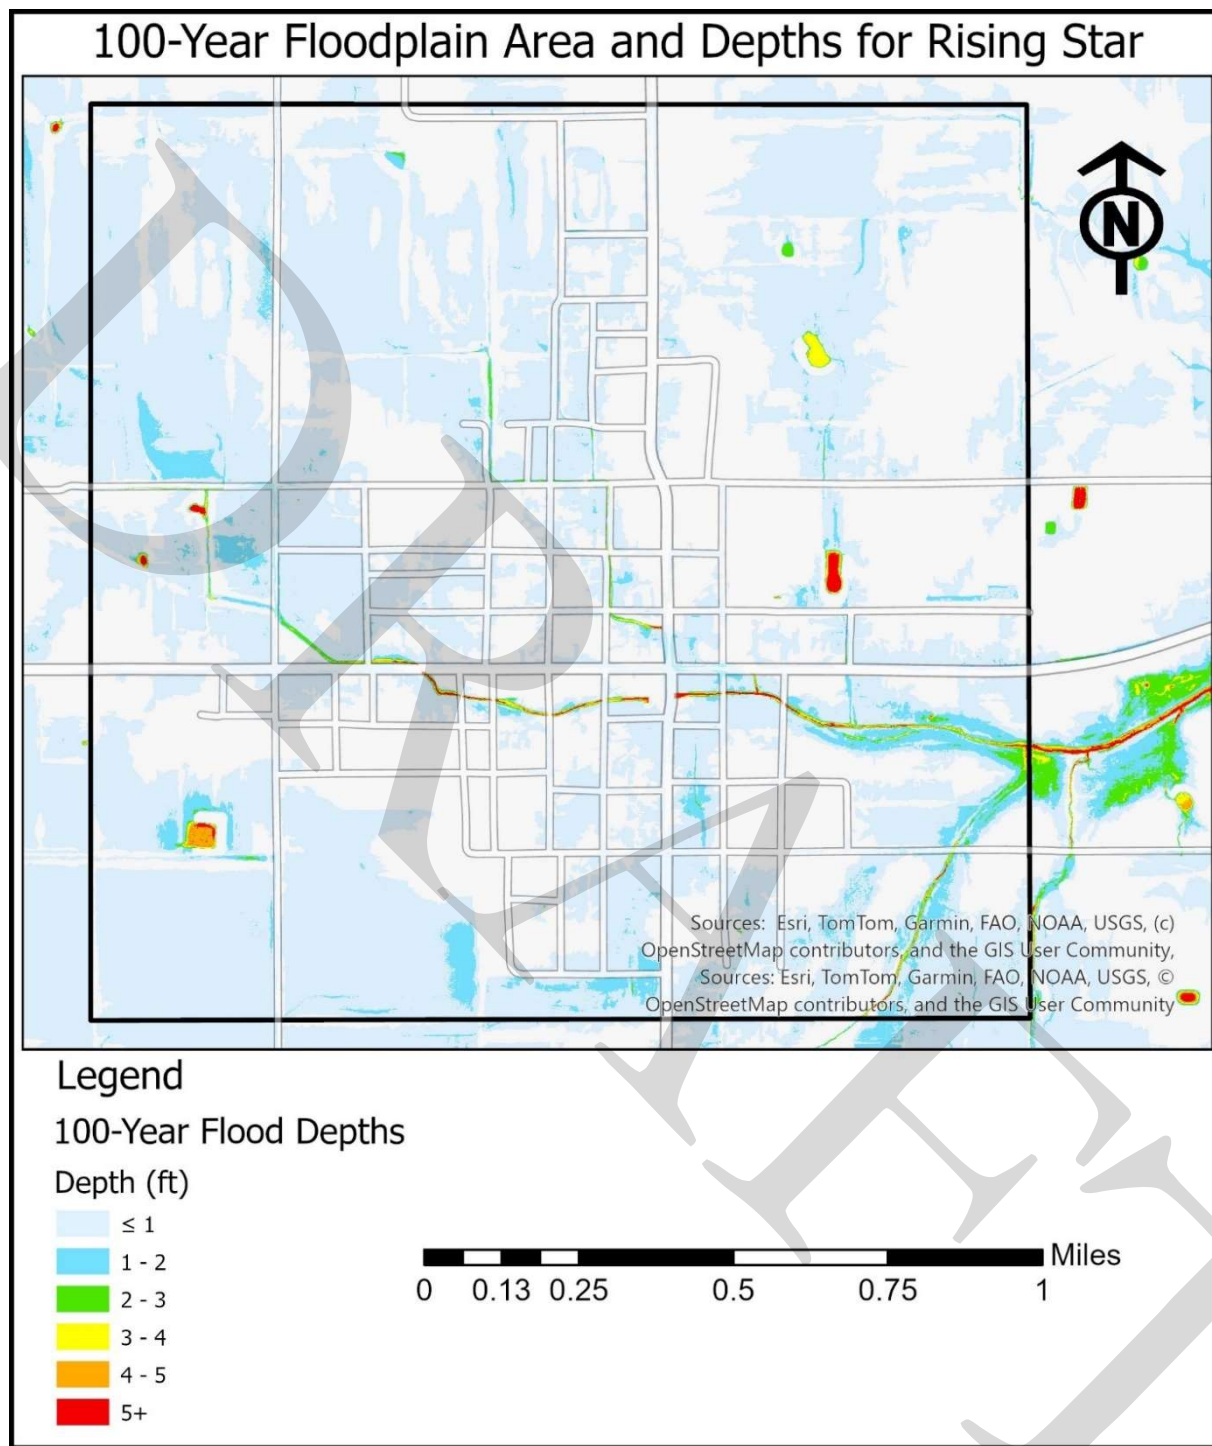 100-Year Floodplain Area and Depths for Rising Star
N
Sources: Esri, TomTom, Garmin, FAO, NOAA, USGS, (c)
OpenStreetMap contributors, and the GIS User Community,
Sources: Esri, TomTom, Garmin, FAO, NOAA, USGS, ©
OpenStreetMap contributors, and the GIS User Community
Legend
100-Year Flood Depths
Depth (ft)
≤ 1
1 - 2
2 - 3
3 - 4
4 - 5
5+
Miles
0 0.13 0.25 0.5 0.75 1
DRAFT